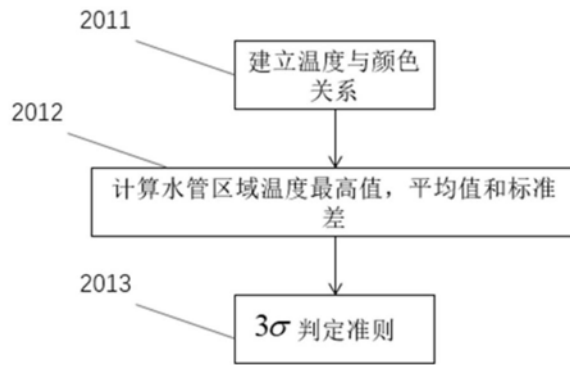 2011
建立温度与颜色
关系
2012
计算水管区域温度最高值，平均值和标准
差
2013
3σ 判定准则